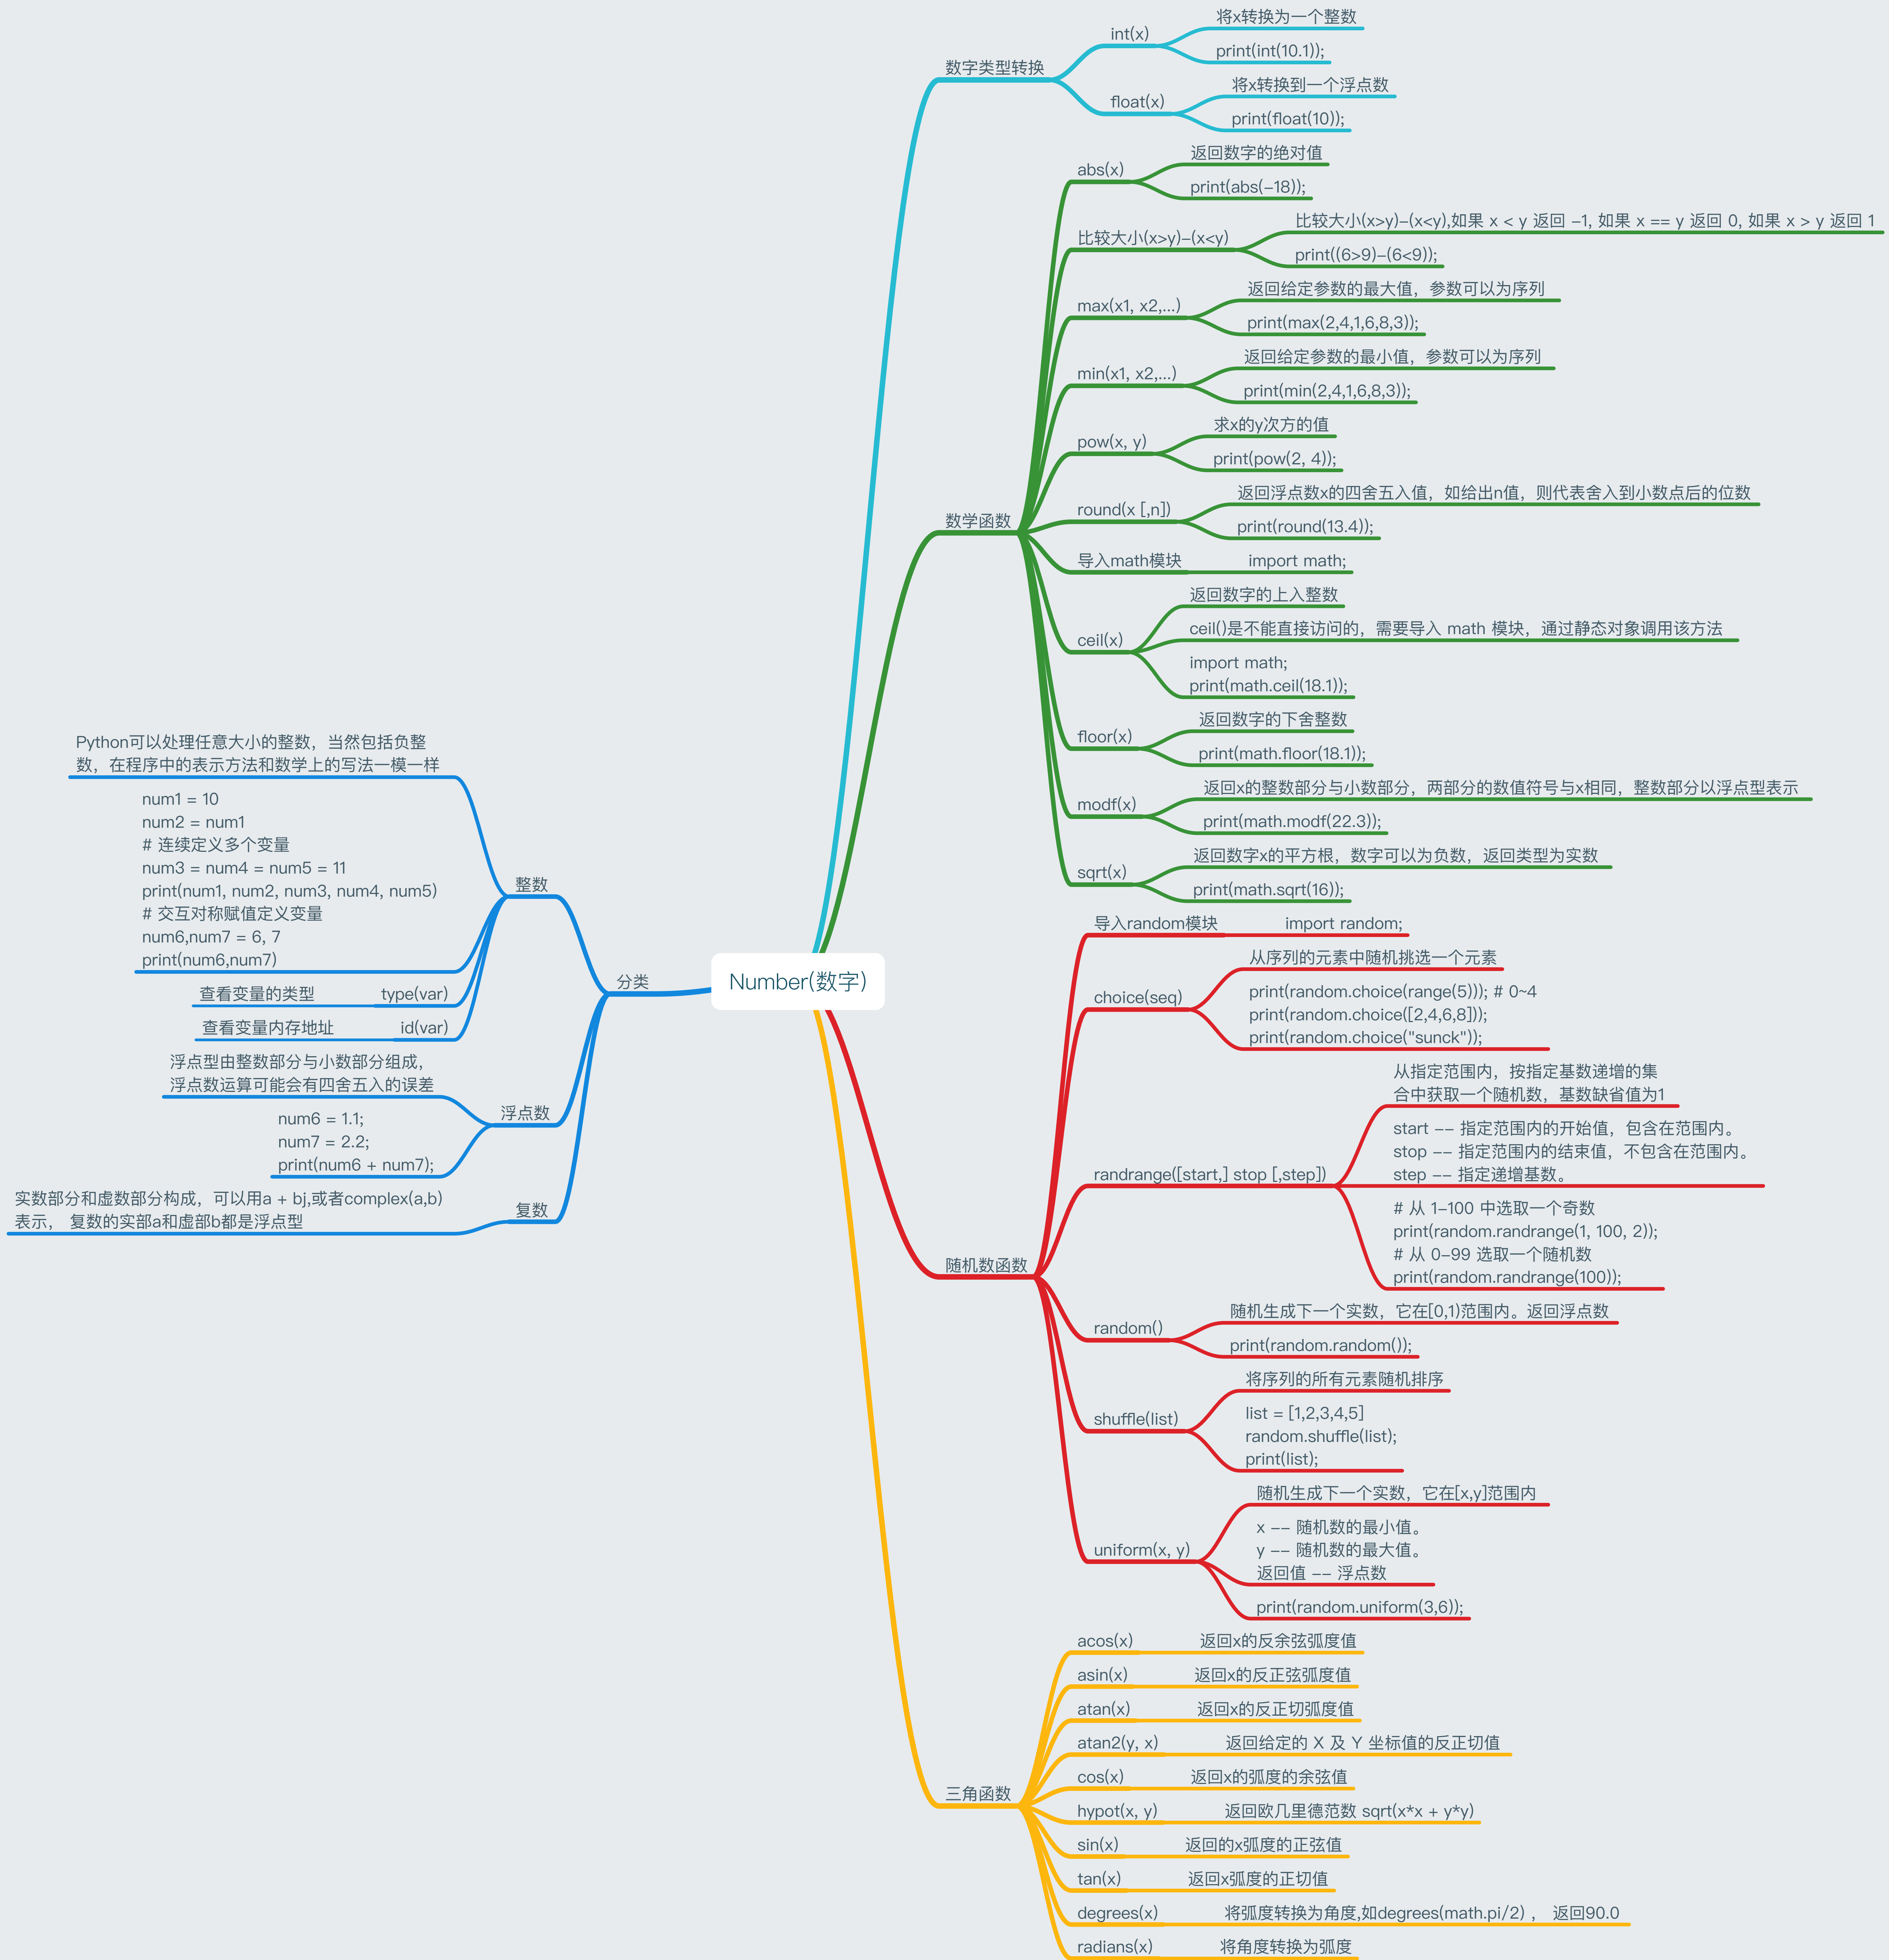 Number(数字)
分类
整数
Python可以处理任意大小的整数，当然包括负整
数，在程序中的表示方法和数学上的写法一模一样
num1 = 10
num2 = num1
# 连续定义多个变量
num3 = num4 = num5 = 11
print(num1, num2, num3, num4, num5)
# 交互对称赋值定义变量
num6,num7 = 6, 7
print(num6,num7)
type(var)
查看变量的类型
id(var)
查看变量内存地址
浮点数
浮点型由整数部分与小数部分组成，
浮点数运算可能会有四舍五入的误差
num6 = 1.1;
num7 = 2.2;
print(num6 + num7);
复数
实数部分和虚数部分构成，可以用a + bj,或者complex(a,b)
表示， 复数的实部a和虚部b都是浮点型
数字类型转换
int(x)
将x转换为一个整数
print(int(10.1));
float(x)
将x转换到一个浮点数
print(float(10));
数学函数
abs(x)
返回数字的绝对值
print(abs(-18));
比较大小(x>y)-(x<y)
比较大小(x>y)-(x<y),如果 x < y 返回 -1, 如果 x == y 返回 0, 如果 x > y 返回 1
print((6>9)-(6<9));
max(x1, x2,...)
返回给定参数的最大值，参数可以为序列
print(max(2,4,1,6,8,3));
min(x1, x2,...)
返回给定参数的最小值，参数可以为序列
print(min(2,4,1,6,8,3));
pow(x, y)
求x的y次方的值
print(pow(2, 4));
round(x [,n])
返回浮点数x的四舍五入值，如给出n值，则代表舍入到小数点后的位数
print(round(13.4));
导入math模块
import math;
ceil(x)
返回数字的上入整数
ceil()是不能直接访问的，需要导入 math 模块，通过静态对象调用该方法
import math;
print(math.ceil(18.1));
floor(x)
返回数字的下舍整数
print(math.floor(18.1));
modf(x)
返回x的整数部分与小数部分，两部分的数值符号与x相同，整数部分以浮点型表示
print(math.modf(22.3));
sqrt(x)
返回数字x的平方根，数字可以为负数，返回类型为实数
print(math.sqrt(16));
随机数函数
导入random模块
import random;
choice(seq)
从序列的元素中随机挑选一个元素
print(random.choice(range(5))); # 0~4
print(random.choice([2,4,6,8]));
print(random.choice("sunck"));
randrange([start,] stop [,step])
从指定范围内，按指定基数递增的集
合中获取一个随机数，基数缺省值为1
start -- 指定范围内的开始值，包含在范围内。
stop -- 指定范围内的结束值，不包含在范围内。
step -- 指定递增基数。
# 从 1-100 中选取一个奇数
print(random.randrange(1, 100, 2));
# 从 0-99 选取一个随机数
print(random.randrange(100));
random()
随机生成下一个实数，它在[0,1)范围内。返回浮点数
print(random.random());
shuffle(list)
将序列的所有元素随机排序
list = [1,2,3,4,5]
random.shuffle(list);
print(list);
uniform(x, y)
随机生成下一个实数，它在[x,y]范围内
x -- 随机数的最小值。
y -- 随机数的最大值。
返回值 -- 浮点数
print(random.uniform(3,6));
三角函数
acos(x)
返回x的反余弦弧度值
asin(x)
返回x的反正弦弧度值
atan(x)
返回x的反正切弧度值
atan2(y, x)
返回给定的 X 及 Y 坐标值的反正切值
cos(x)
返回x的弧度的余弦值
hypot(x, y)
返回欧几里德范数 sqrt(x*x + y*y)
sin(x)
返回的x弧度的正弦值
tan(x)
返回x弧度的正切值
degrees(x)
将弧度转换为角度,如degrees(math.pi/2) ， 返回90.0
radians(x)
将角度转换为弧度